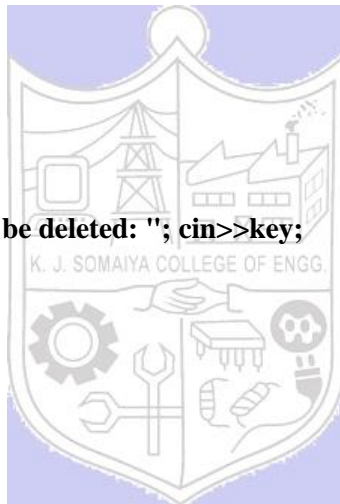 be deleted: "; cin>>key;
K. J. SOMAIYA COLLEGE OF ENGG.